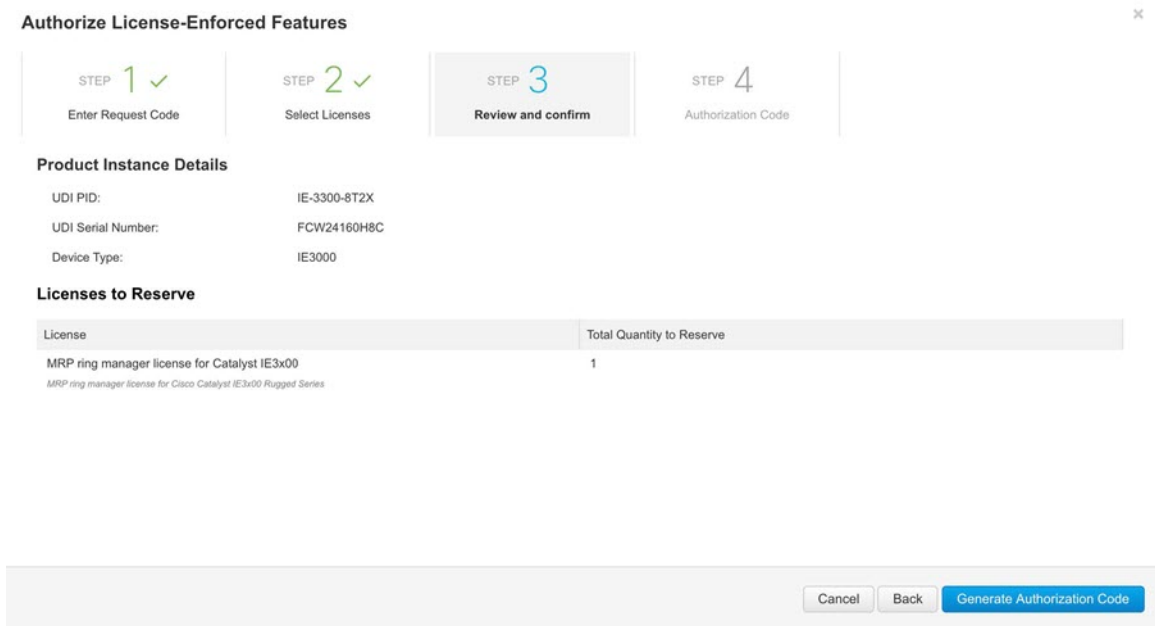 Authorize License-Enforced Features
×
STEP 1 ✓
STEP 2 ✓
STEP 3
STEP 4
Enter Request Code
Select Licenses
Review and confirm
Authorization Code
Product Instance Details
UDI PID: IE-3300-8T2X
UDI Serial Number: FCW24160H8C
Device Type: IE3000
Licenses to Reserve
License Total Quantity to Reserve
MRP ring manager license for Catalyst IE3x00 1
MRP ring manager license for Cisco Catalyst IE3x00 Rugged Series
Cancel Back Generate Authorization Code